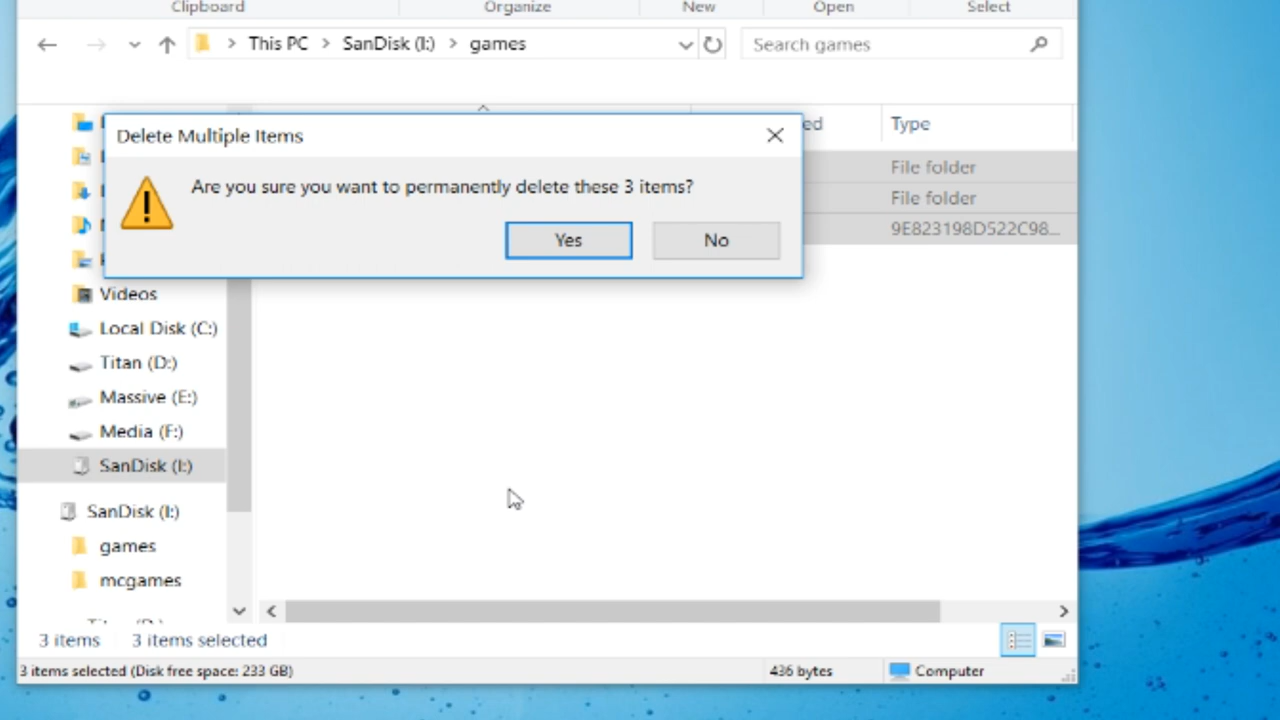 Clipboard Organize New Open Select
This PC > SanDisk (I:) > games
Search games
ed Type
Delete Multiple Items
Are you sure you want to permanently delete these 3 items?
Yes No
File folder
File folder
9E823198D522C98...
Videos
Local Disk (C:)
Titan (D:)
Massive (E:)
Media (F:)
SanDisk (I:)
SanDisk (I:)
games
mcgames
3 items 3 items selected
3 items selected (Disk free space: 233 GB) 436 bytes Computer